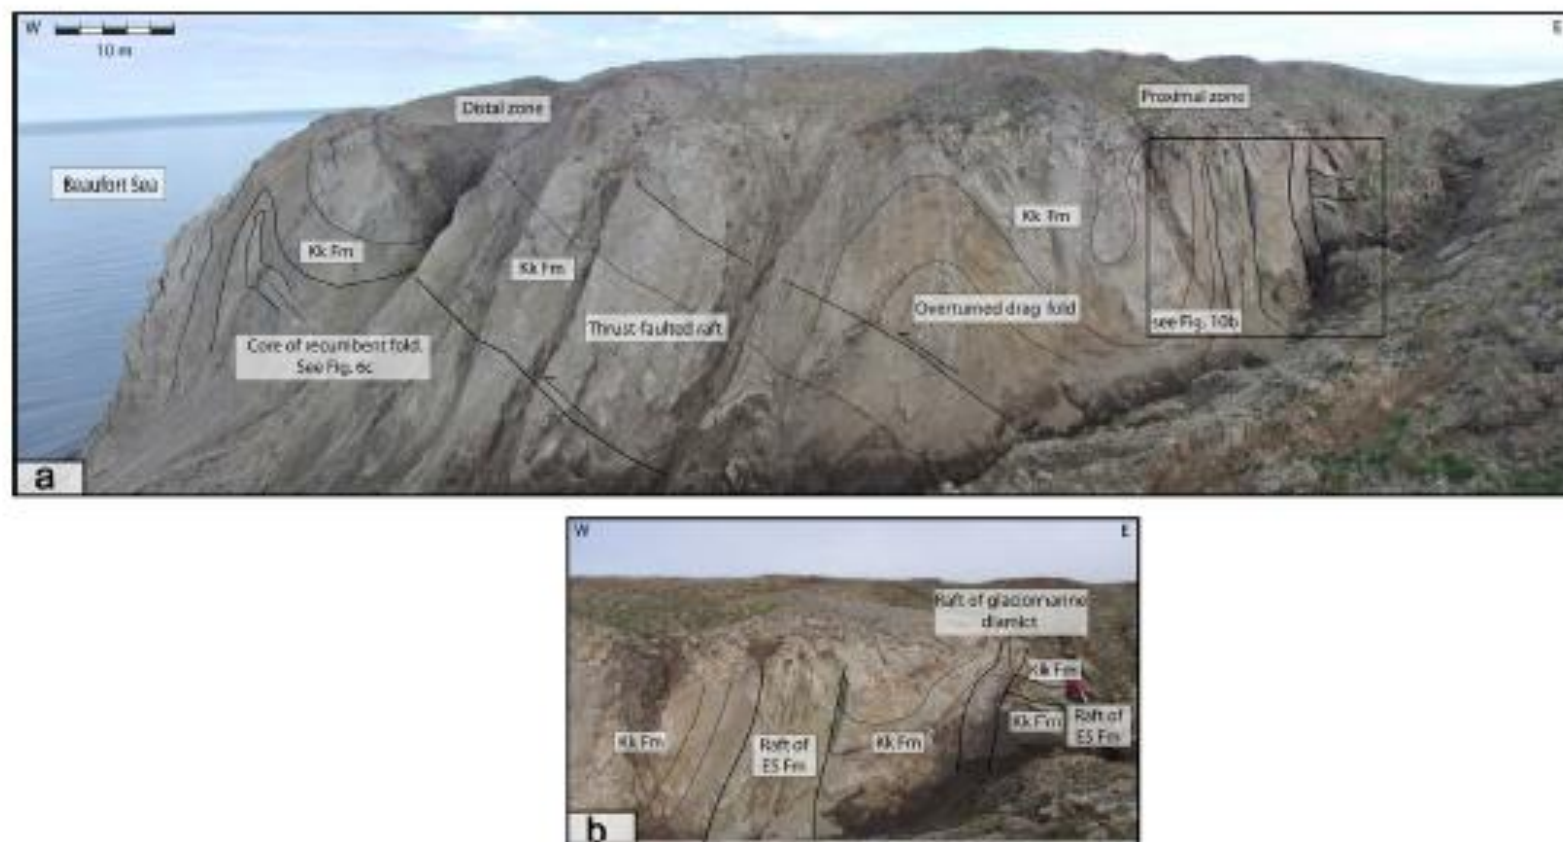 W
E
10 m
Distal zone
Proximal zone
Beaufort Sea
Kk Fm
Kk Fm
Kk Fm
Thrust-faulted raft
Overturned drag fold
see Fig. 10b
Core of recumbent fold.
See Fig. 6c
a
W
E
Raft of glaciomarine
diamict
Kk Fm
Kk Fm
Raft of
ES Fm
Kk Fm
Kk Fm
Raft of
ES Fm
b